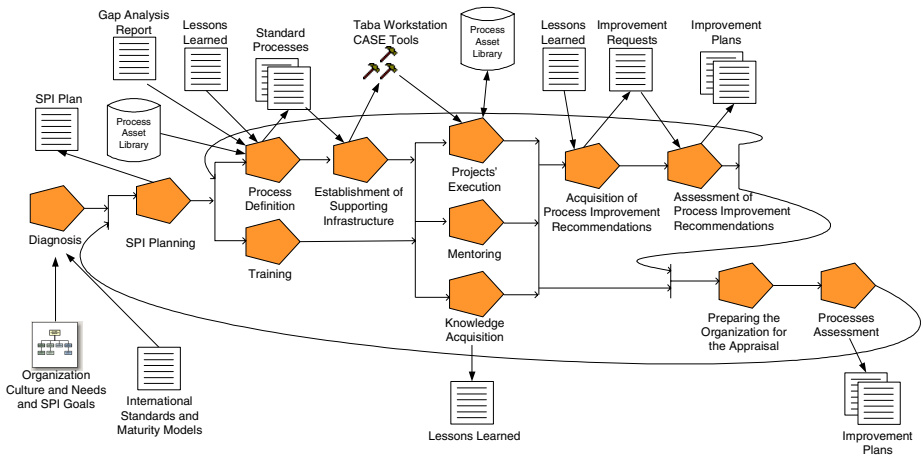 Gap Analysis
Report
Lessons
Learned
Standard
Processes
Taba Workstation
CASE Tools
Process
Asset
Library
Lessons
Learned
Improvement
Requests
Improvement
Plans
SPI Plan
Process
Asset
Library
Process
Definition
Establishment of
Supporting
Infrastructure
Projects'
Execution
Acquisition of
Process Improvement
Recommendations
Assessment of
Process Improvement
Recommendations
Diagnosis
SPI Planning
Training
Mentoring
Knowledge
Acquisition
Preparing the
Organization for
the Appraisal
Processes
Assessment
Organization
Culture and Needs
and SPI Goals
International
Standards and
Maturity Models
Lessons Learned
Improvement
Plans